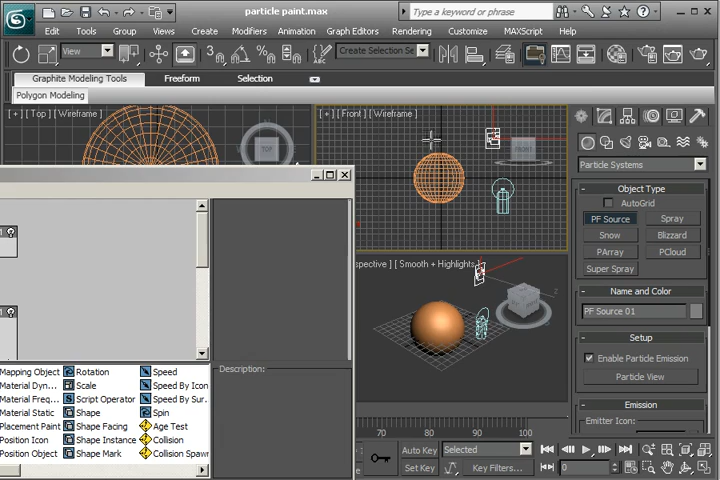 particle paint.max
Type a keyword or phrase
Edit Tools Group Views Create Modifiers Animation Graph Editors Rendering Customize MAXScript Help
View
3
Create Selection Se
Graphite Modeling Tools Freeform Selection
Polygon Modeling
[ + ] [ Top ] [ Wireframe ]
TOP
[ + ] [ Front ] [ Wireframe ]
FRONT
Particle Systems
- Object Type
AutoGrid
PF Source Spray
Snow Blizzard
PArray PCloud
Super Spray
- Name and Color
PF Source 01
- Setup
Enable Particle Emission
Particle View
- Emission
Emitter Icon:
spective ] [ Smooth + Highlights ]
Description:
Mapping Object Rotation Speed
Material Dyn... Scale Speed By Icon
Material Freq... Script Operator Speed By Sur...
Material Static Shape Spin
Placement Paint Shape Facing Age Test
Position Icon Shape Instance Collision
Position Object Shape Mark Collision Spawn
70 80 90 100
Auto Key Selected
Set Key Key Filters...
0